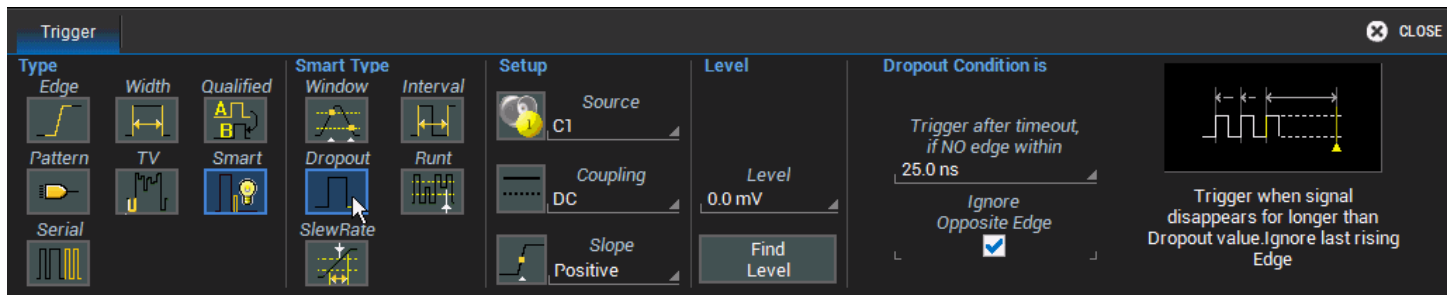 Trigger
CLOSE
Type
Edge
Width
Qualified
A
B
Pattern
TV
Smart
U
Serial
Smart Type
Window
Interval
Dropout
Runt
SlewRate
Setup
Source
1
C1
Coupling
DC
Slope
Positive
Level
Level
0.0 mV
Find
Level
Dropout Condition is
Trigger after timeout,
if NO edge within
25.0 ns
Ignore
Opposite Edge
Trigger when signal
disappears for longer than
Dropout value.Ignore last rising
Edge